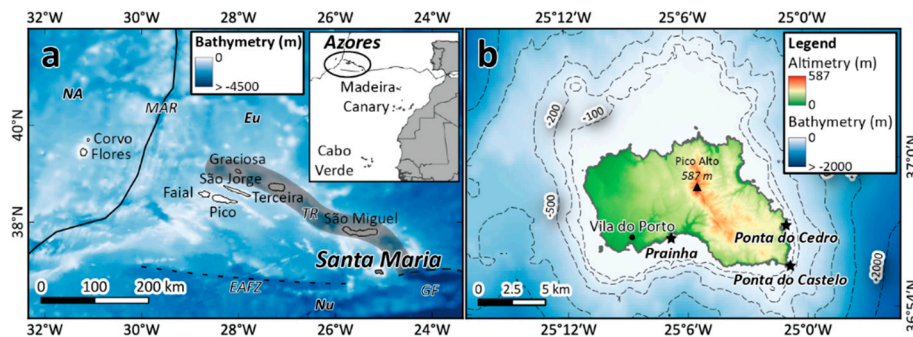 32°W 30°W 28°W 26°W 24°W
a
Bathymetry (m)
0
> -4500
Azores
Madeira
Canary
Cabo
Verde
NA
MAR
Eu
40°N
Corvo
Flores
Graciosa
São Jorge
Faial
Terceira
Pico
TR
São Miguel
38°N
Santa Maria
0 100 200 km
EAFZ
Nu
GF
32°W 30°W 28°W 26°W 24°W
25°12'W 25°6'W 25°0'W
b
Legend
Altimetry (m)
587
0
Bathymetry (m)
0
> -2000
-200
-100
-500
-2000
37°0'N
Pico Alto
587 m
Vila do Porto
Prainha
Ponta do Cedro
Ponta do Castelo
0 2.5 5 km
36°54'N
25°12'W 25°6'W 25°0'W